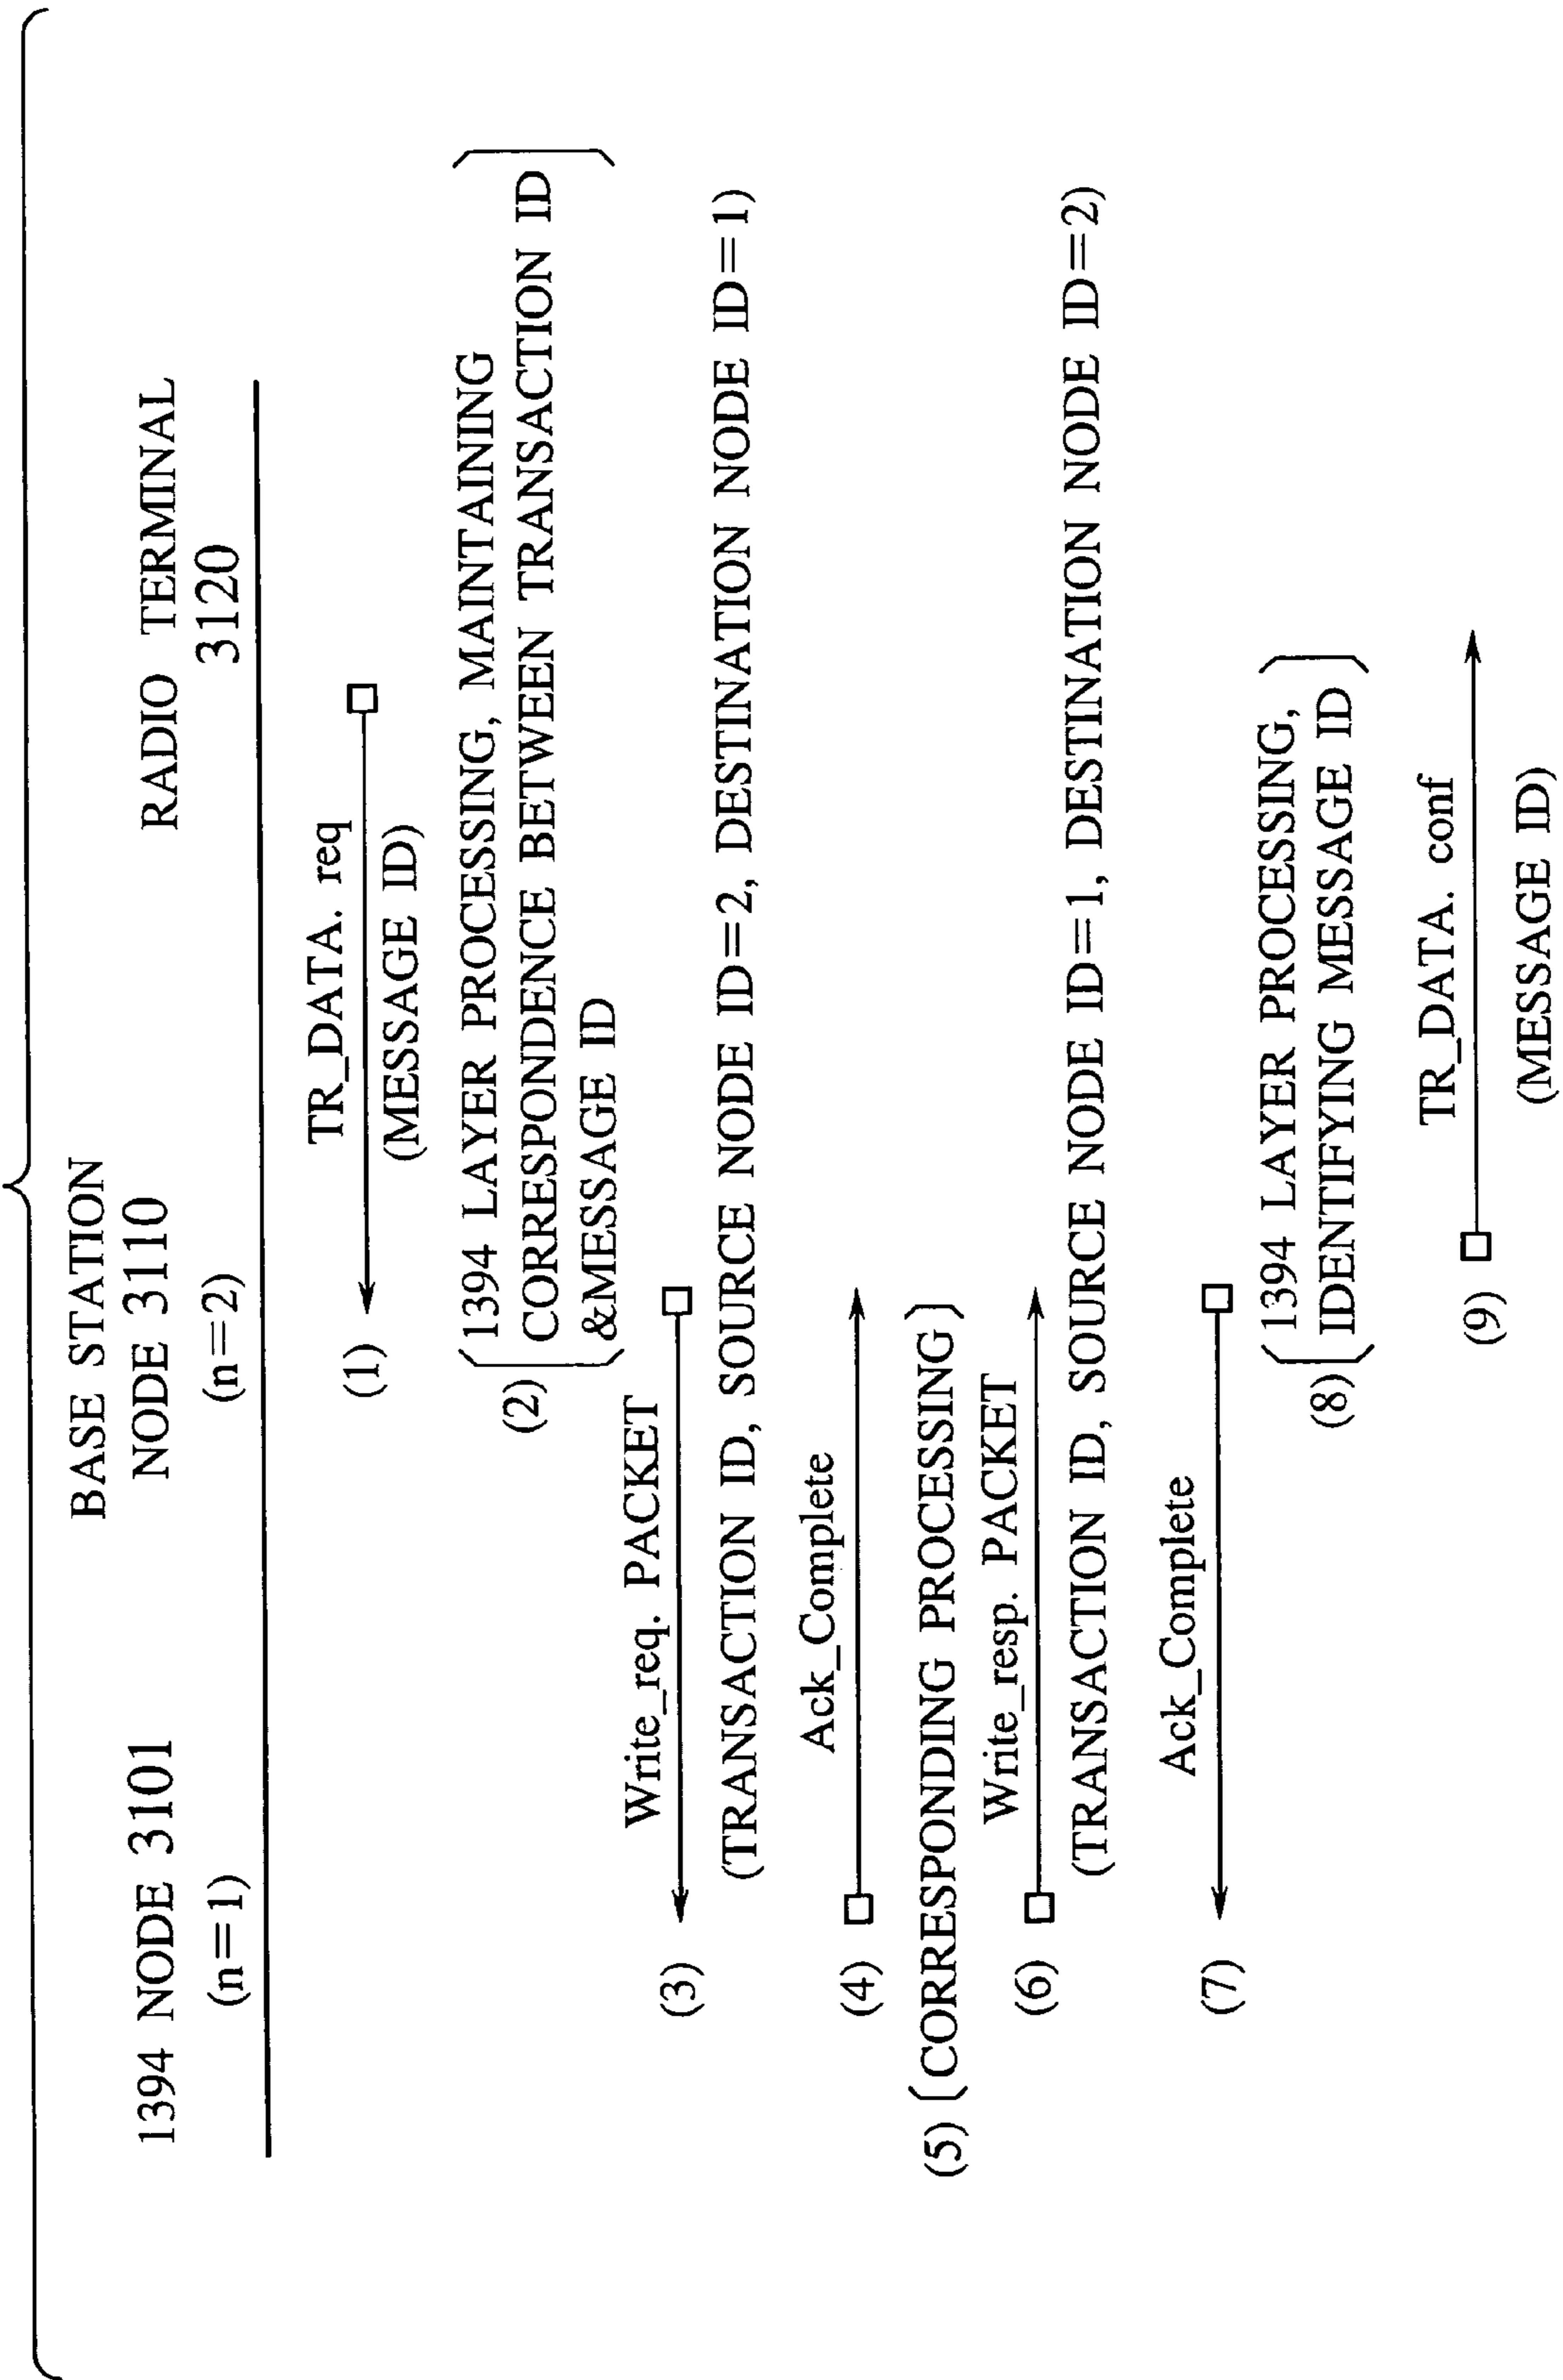 1394 NODE 3101
(n=1)
BASE STATION
NODE 3110
(n=2)
RADIO TERMINAL
3120
(1)
TR_DATA. req
(MESSAGE ID)
(2)
1394 LAYER PROCESSING, MAINTAINING
CORRESPONDENCE BETWEEN TRANSACTION ID
&MESSAGE ID
(3)
Write_req. PACKET
(TRANSACTION ID, SOURCE NODE ID=2, DESTINATION NODE ID=1)
(4)
Ack_Complete
(5) (CORRESPONDING PROCESSING)
(6)
Write_resp. PACKET
(TRANSACTION ID, SOURCE NODE ID=1, DESTINATION NODE ID=2)
(7)
Ack_Complete
(8)
1394 LAYER PROCESSING,
IDENTIFYING MESSAGE ID
(9)
TR_DATA. conf
(MESSAGE ID)